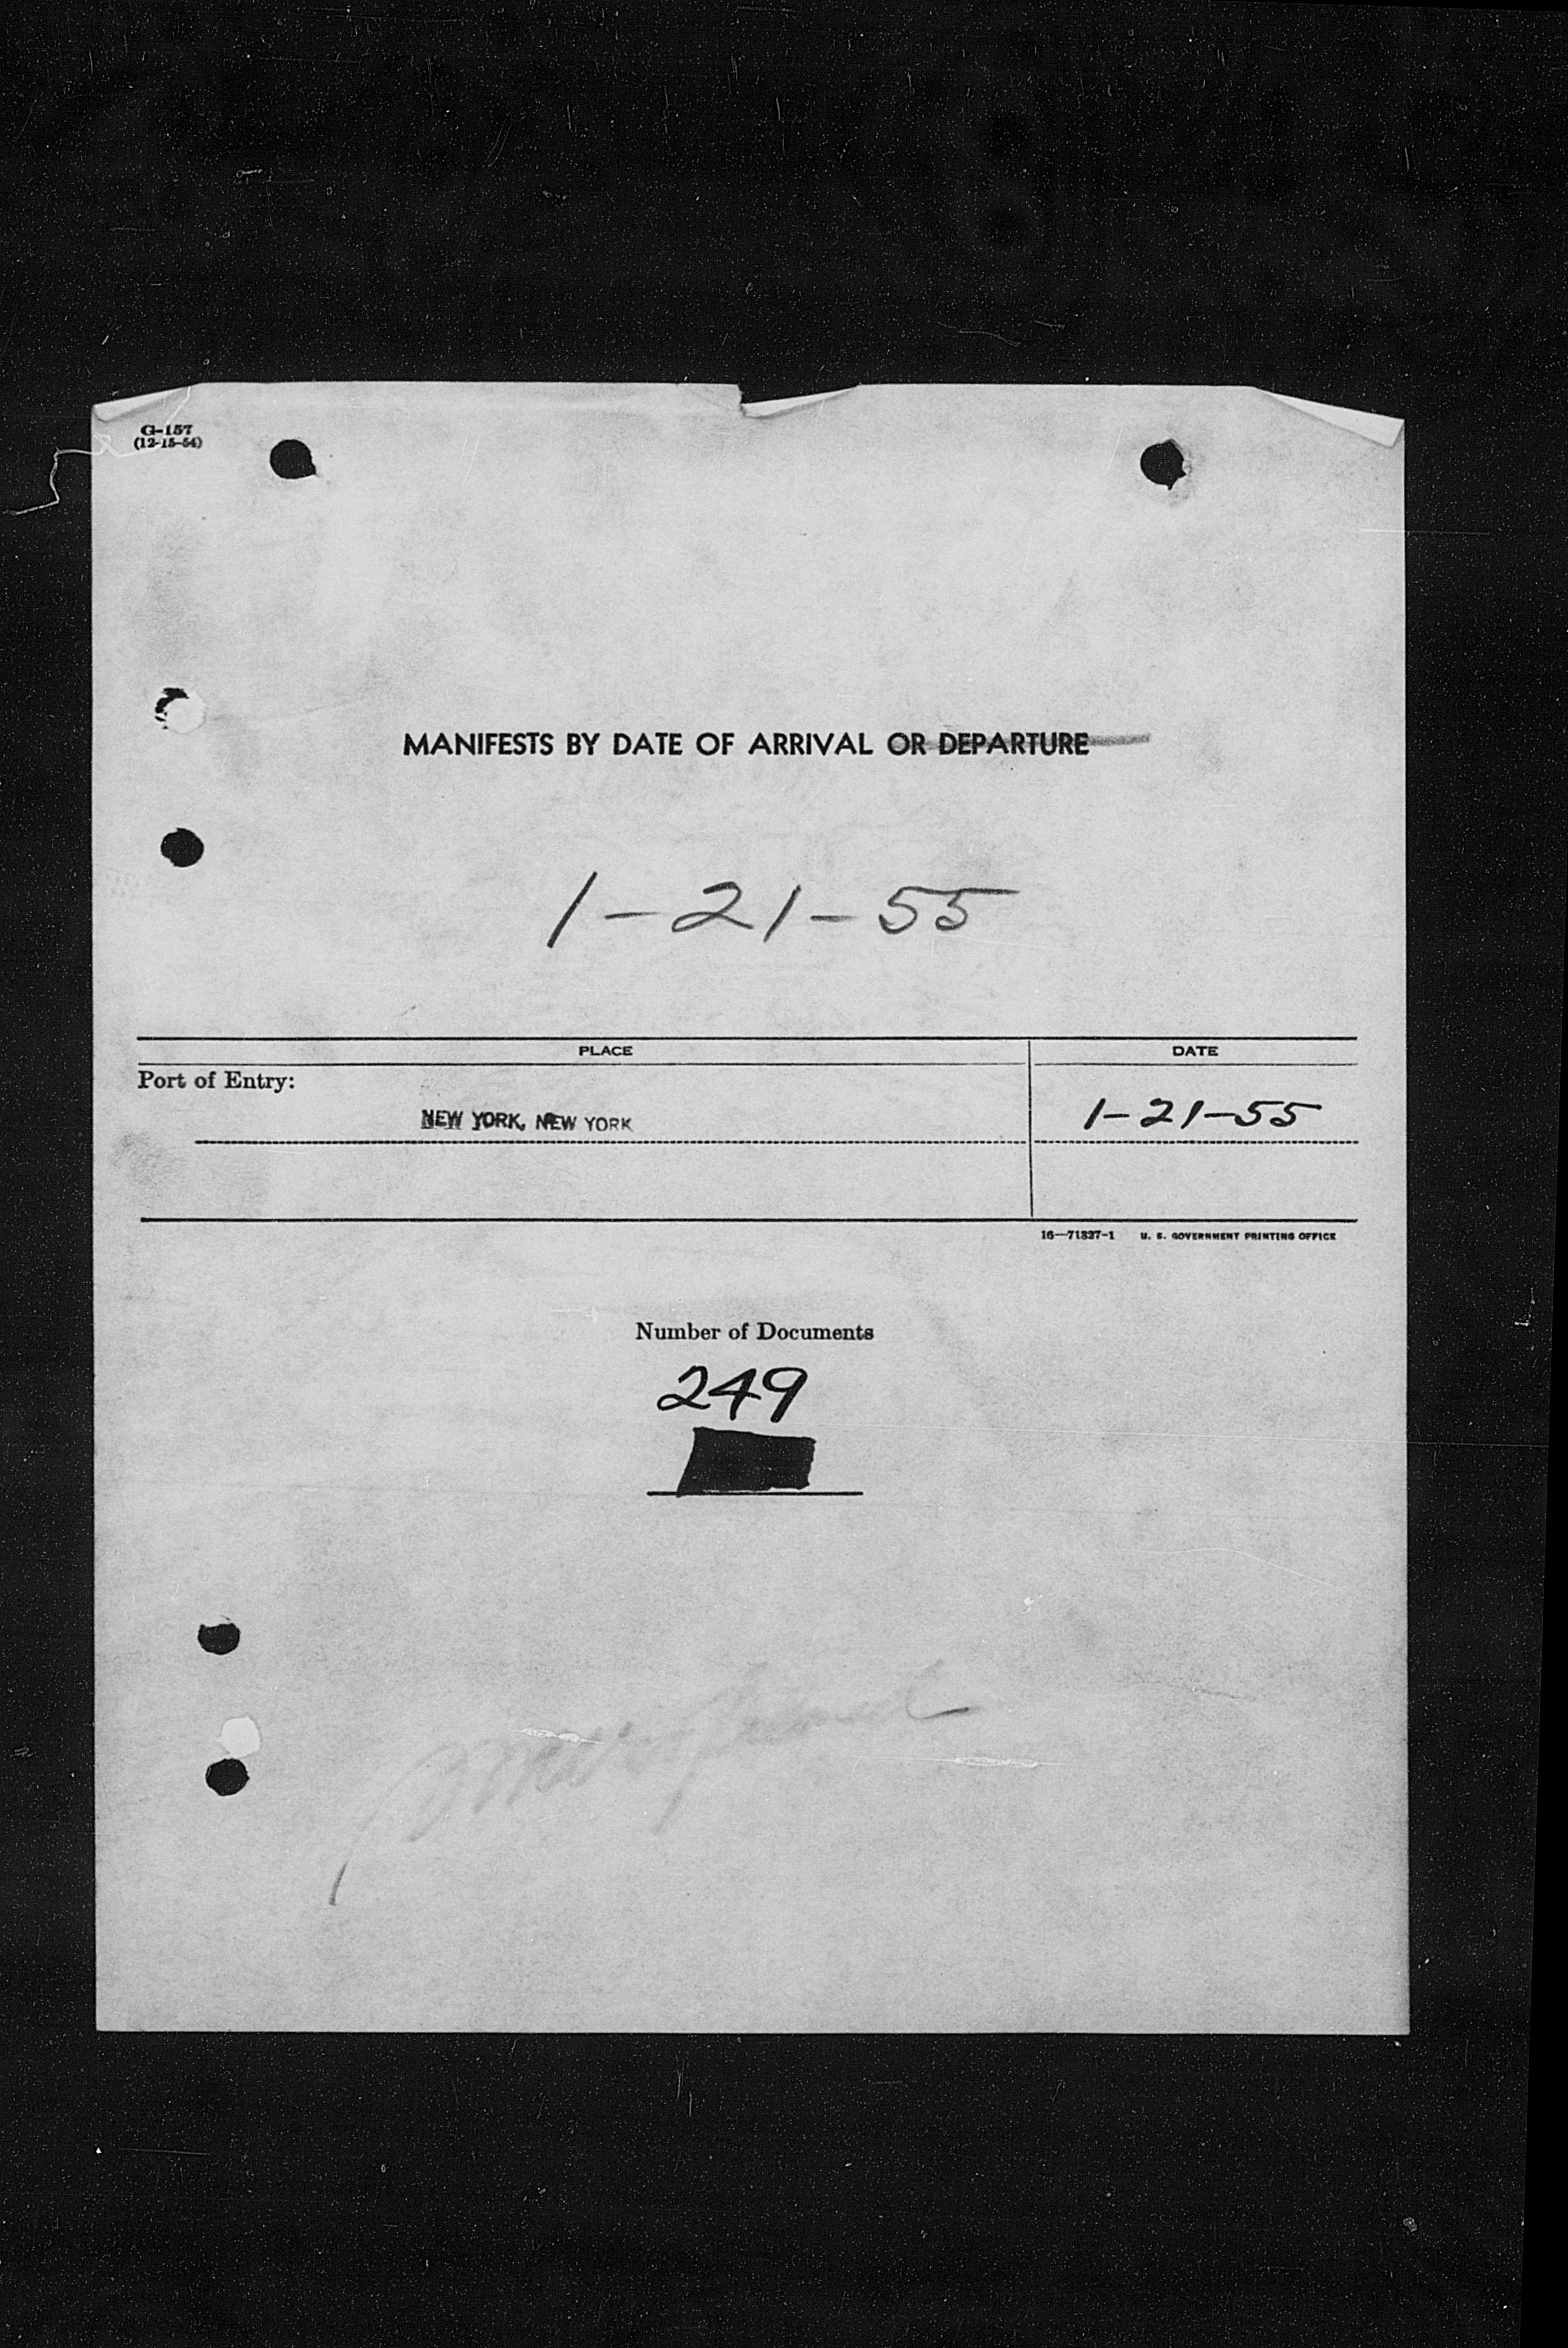 G-157
(12-15-54)
MANIFESTS BY DATE OF ARRIVAL OR DEPARTURE
1-21-55
PLACE
DATE
Port of Entry:
NEW YORK, NEW YORK
1-21-55
16—71327-1 U. S. GOVERNMENT PRINTING OFFICE
Number of Documents
249